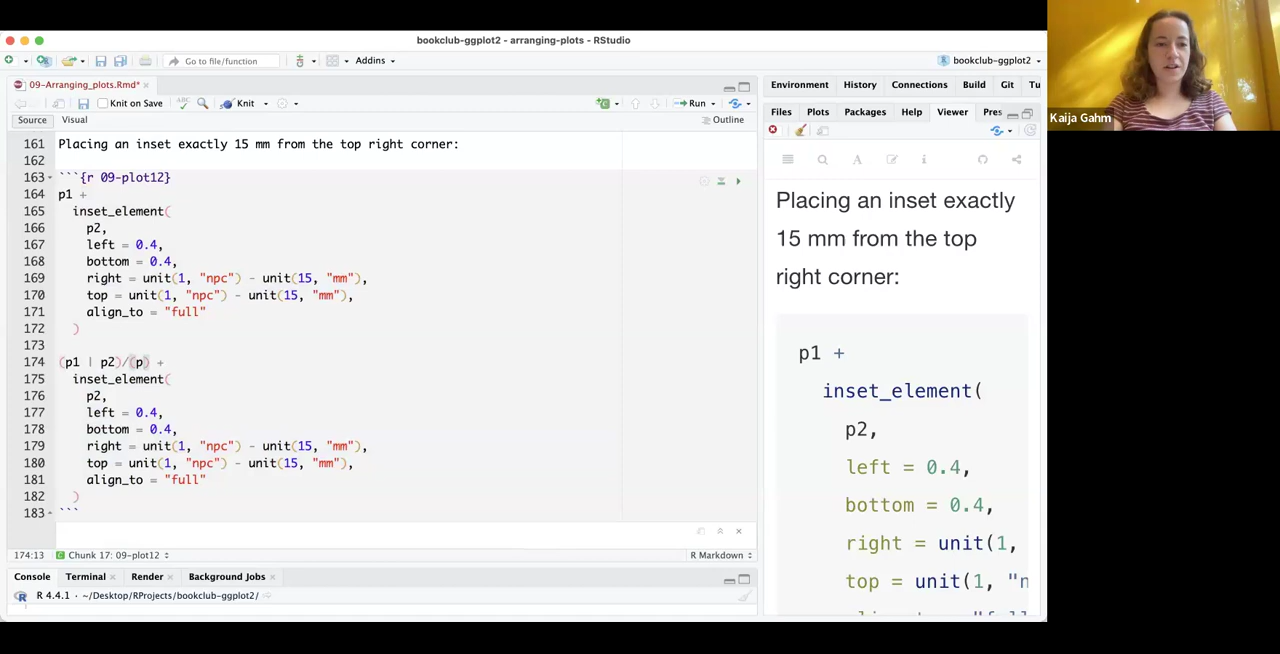 bookclub-ggplot2 - arranging-plots - RStudio
Go to file/function
Addins
bookclub-ggplot2
09-Arranging_plots.Rmd*
Knit on Save
Knit
Run
Source
Visual
Outline
161 Placing an inset exactly 15 mm from the top right corner:
162
163 ```{r 09-plot12}
164 p1 +
165 inset_element(
166 p2,
167 left = 0.4,
168 bottom = 0.4,
169 right = unit(1, "npc") - unit(15, "mm"),
170 top = unit(1, "npc") - unit(15, "mm"),
171 align_to = "full"
172 )
173
174 (p1 | p2)/(p) +
175 inset_element(
176 p2,
177 left = 0.4,
178 bottom = 0.4,
179 right = unit(1, "npc") - unit(15, "mm"),
180 top = unit(1, "npc") - unit(15, "mm"),
181 align_to = "full"
182 )
183 ```
174:13 Chunk 17: 09-plot12 R Markdown
Console Terminal Render Background Jobs
R 4.4.1 · ~/Desktop/RProjects/bookclub-ggplot2/
Environment History Connections Build Git Tu
Files Plots Packages Help Viewer Pres
Placing an inset exactly
15 mm from the top
right corner:
p1 +
inset_element(
p2,
left = 0.4,
bottom = 0.4,
right = unit(1,
top = unit(1, "n
Kaija Gahm